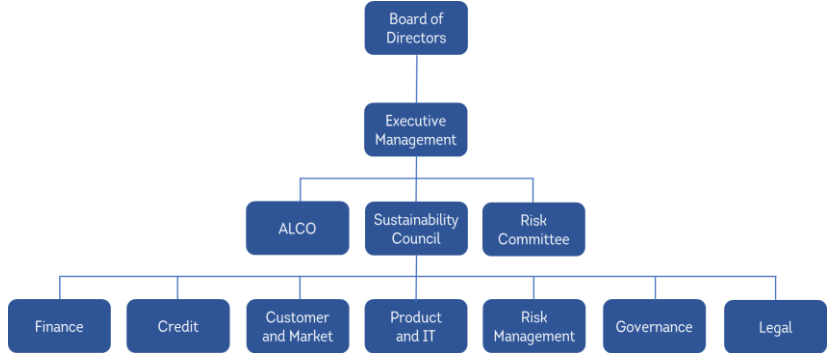 Board of
Directors
Executive
Management
ALCO
Sustainability
Council
Risk
Committee
Finance
Credit
Customer
and Market
Product
and IT
Risk
Management
Governance
Legal